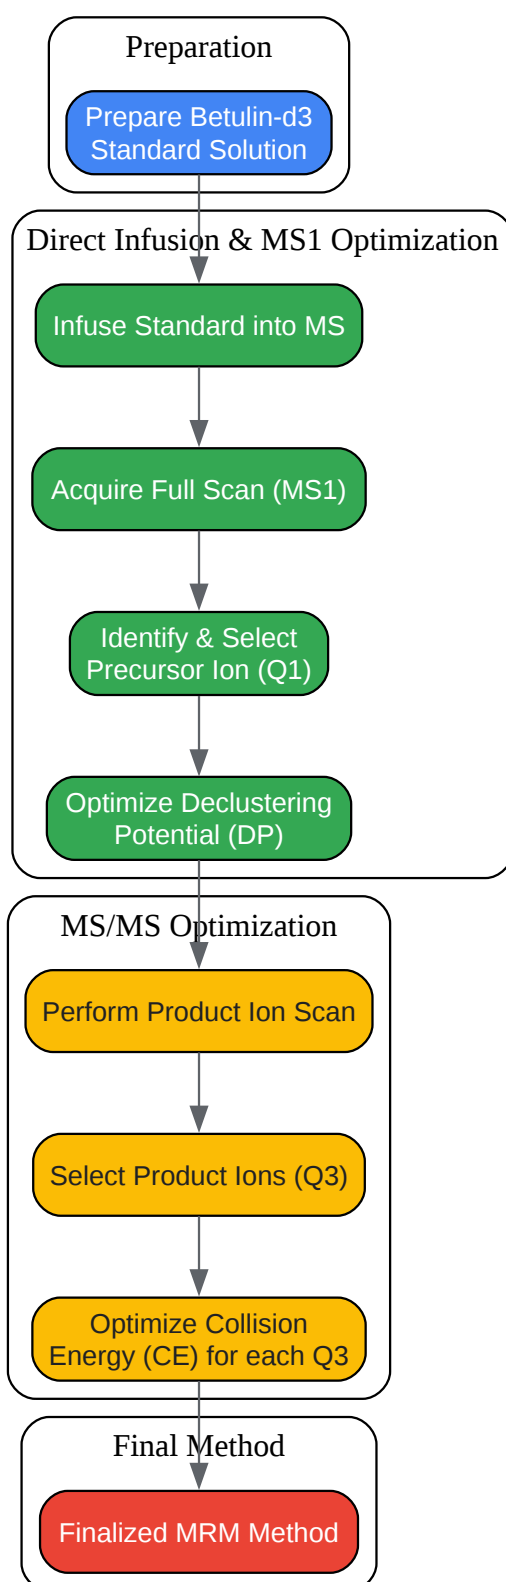 Preparation
Prepare Betulin-d3
Standard Solution
Direct Infusion & MS1 Optimization
Infuse Standard into MS
Acquire Full Scan (MS1)
Identify & Select
Precursor Ion (Q1)
Optimize Declustering
Potential (DP)
MS/MS Optimization
Perform Product Ion Scan
Select Product Ions (Q3)
Optimize Collision
Energy (CE) for each Q3
Final Method
Finalized MRM Method